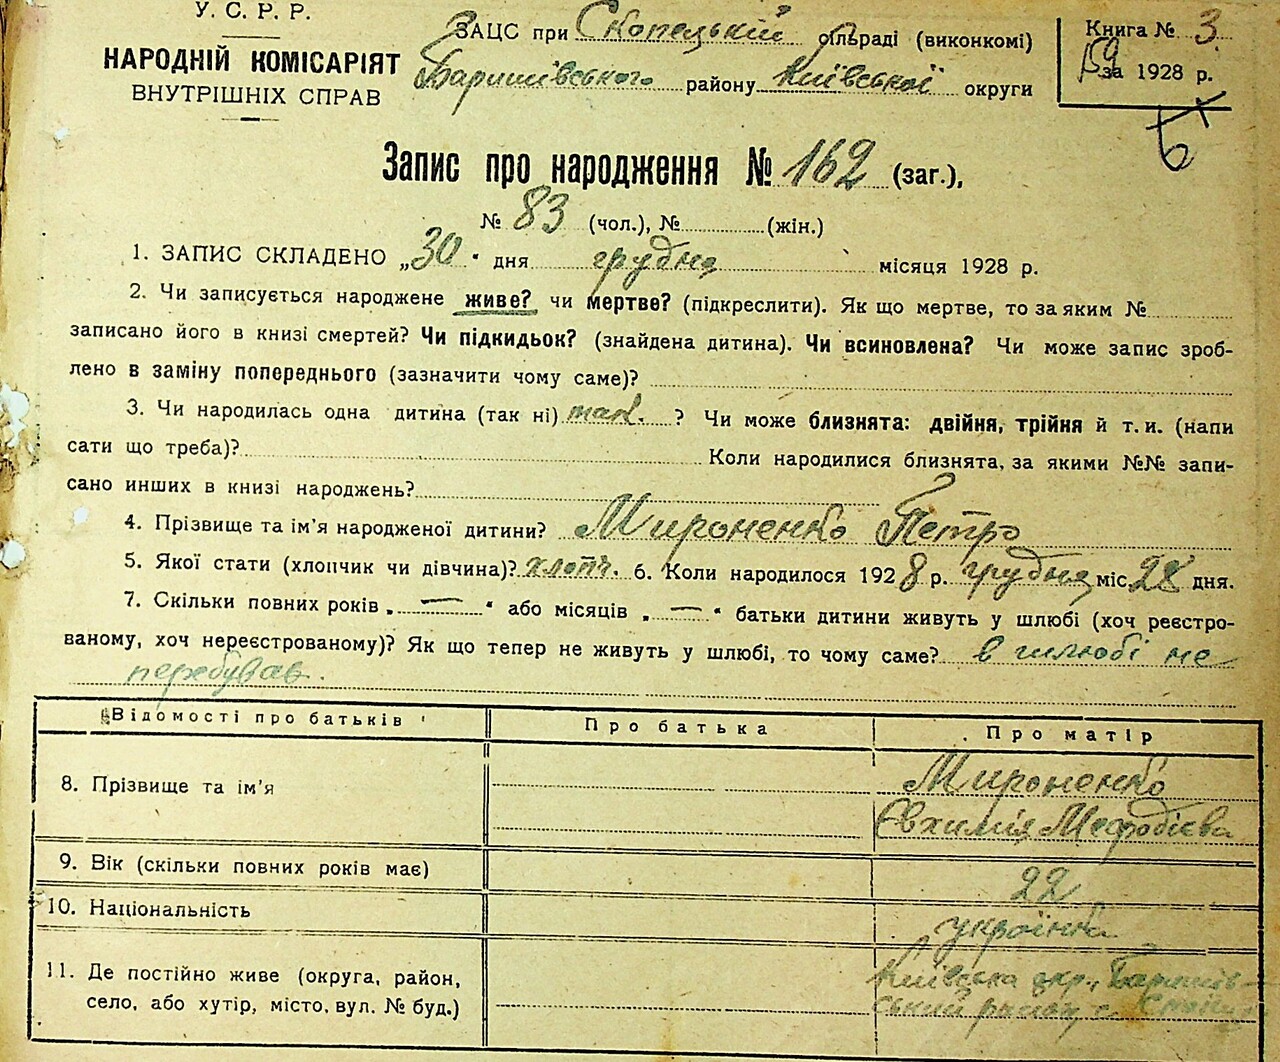 У. С. Р. Р.
НАРОДНІЙ КОМІСАРІЯТ
ВНУТРІШНІХ СПРАВ
ЗАЦС при Скопецькій сільраді (виконкомі)
Баришівського району Київської округи
Книга № 3
за 1928 р.
Запис про народження № 162 (заг.),
№ 83 (чол.), № (жін.)
1. ЗАПИС СКЛАДЕНО „30" дня грудня місяця 1928 р.
2. Чи записується народжене живе? чи мертве? (підкреслити). Як що мертве, то за яким №
записано його в книзі смертей? Чи підкидьок? (знайдена дитина). Чи всиновлена? Чи може запис зроб-
лено в заміну попереднього (зазначити чому саме)?
3. Чи народилась одна дитина (так ні) так. ? Чи може близнята: двійня, трійня й т. и. (напи
сати що треба)? Коли народилися близнята, за якими №№ запи-
сано инших в книзі народжень?
4. Прізвище та ім'я народженої дитини? Мироненко Петро
5. Якої стати (хлопчик чи дівчина)? хлопч. 6. Коли народилося 1928 р. грудня міс. 28 дня.
7. Скільки повних років „ — " або місяців „ — " батьки дитини живуть у шлюбі (хоч реєстро-
ваному, хоч нереєстрованому)? Як що тепер не живуть у шлюбі, то чому саме? в шлюбі не
перебував.
Відомості про батьків Про батька Про матір
8. Прізвище та ім'я Мироненко
Євхимія Мефодієва
9. Вік (скільки повних років має) 22
10. Національність українка
11. Де постійно живе (округа, район, Київська окр., Баришів-
село, або хутір, місто, вул. № буд.) ський район с.